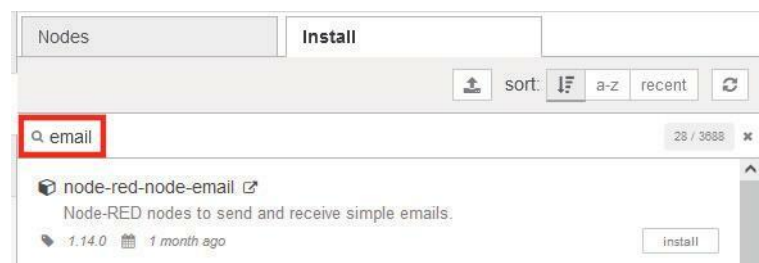 Nodes Install
sort: a-z recent
email 28 / 3688
node-red-node-email
Node-RED nodes to send and receive simple emails.
1.14.0 1 month ago install